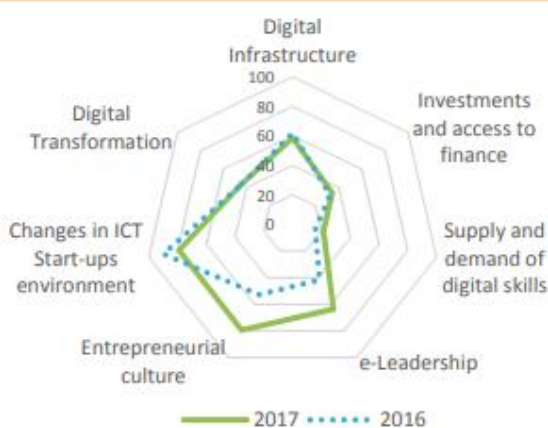 Digital
Infrastructure
100
80
60
40
20
0
Investments
and access to
finance
Supply and
demand of
digital skills
e-Leadership
Entrepreneurial
culture
Changes in ICT
Start-ups
environment
Digital
Transformation
2017
2016